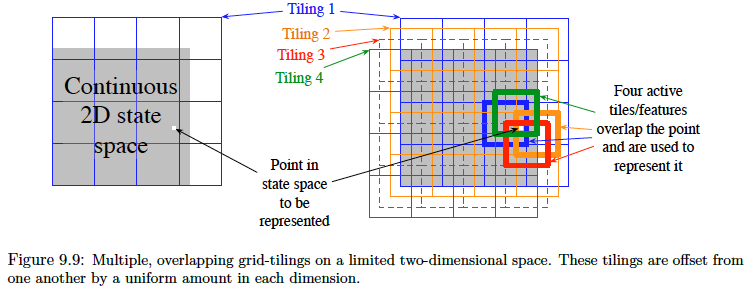 Tiling 1
Tiling 2
Tiling 3
Tiling 4
Continuous
2D state
space
Point in
state space
to be
represented
Four active
tiles/features
overlap the point
and are used to
represent it
Figure 9.9: Multiple, overlapping grid-tilings on a limited two-dimensional space. These tilings are offset from
one another by a uniform amount in each dimension.